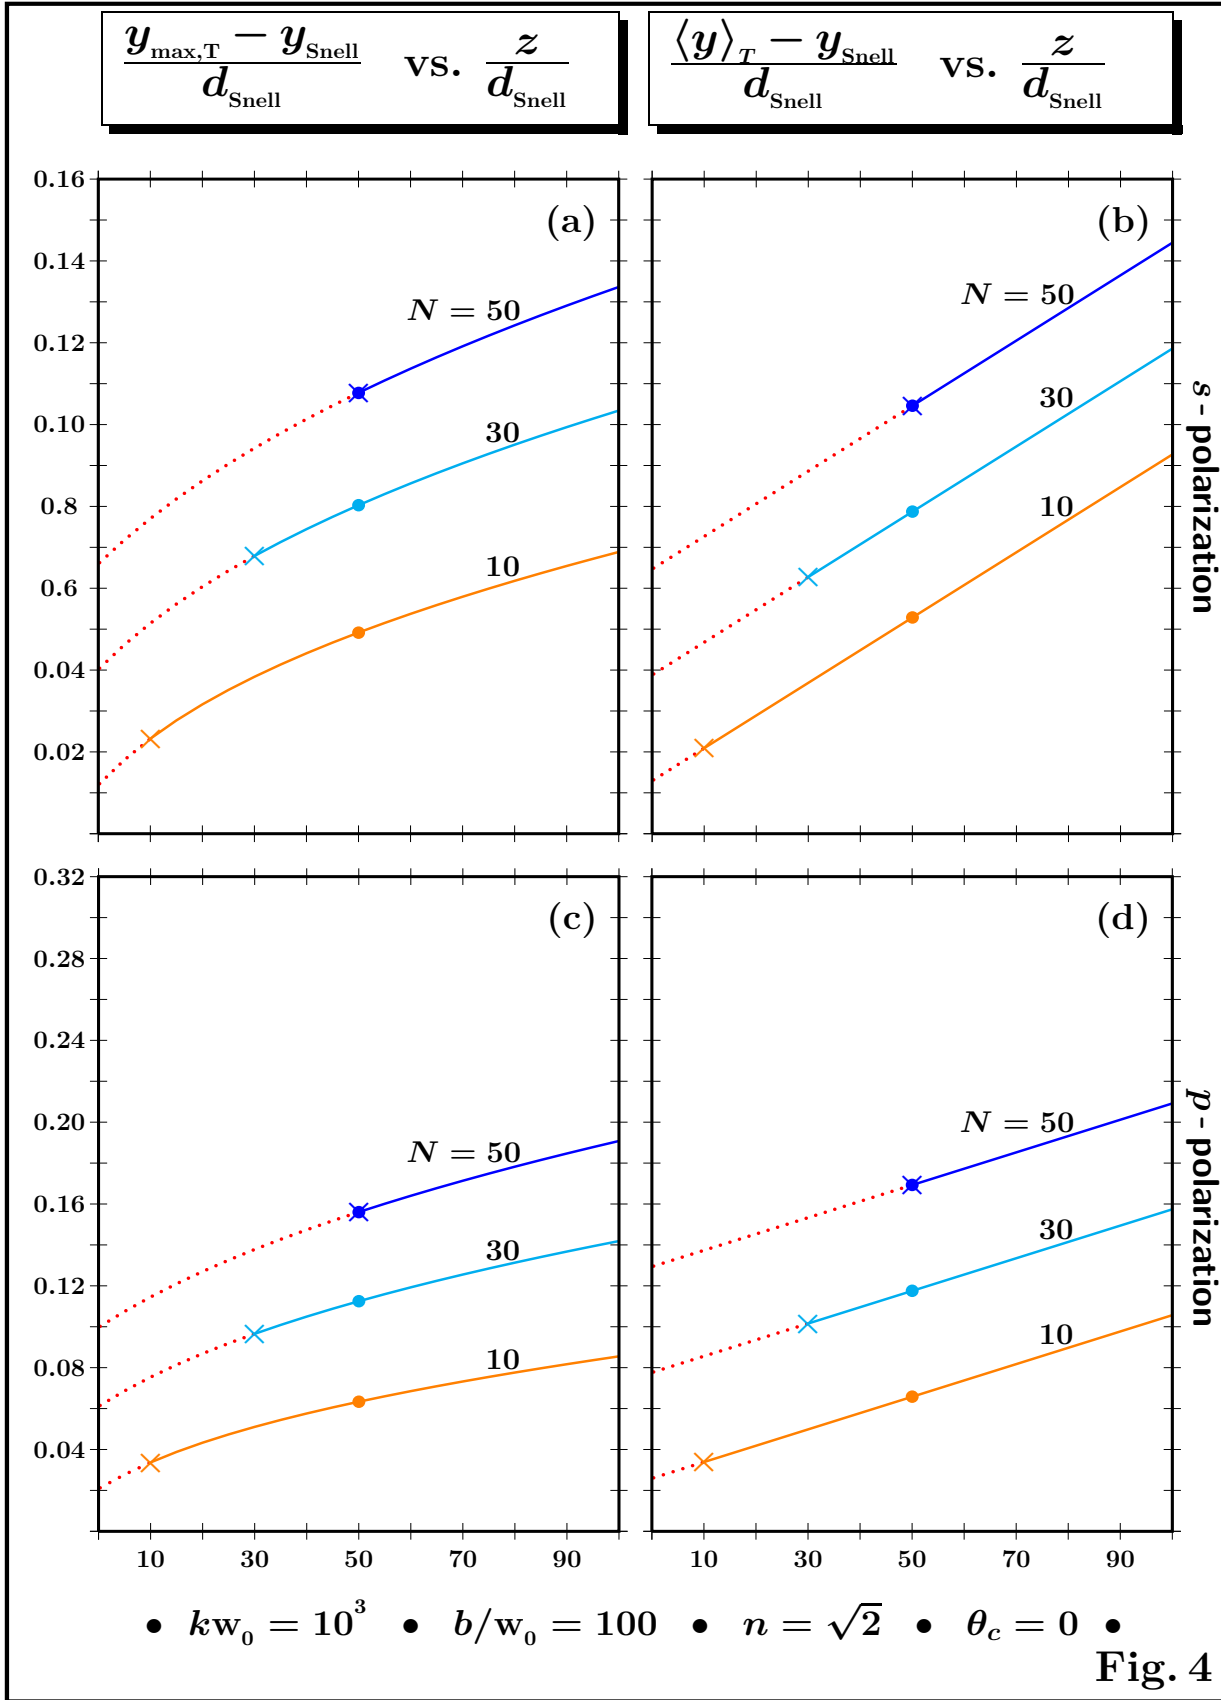 y_max,T − y_Snell / d_Snell vs. z / d_Snell
⟨y⟩_T − y_Snell / d_Snell vs. z / d_Snell
0.16
0.14
0.12
0.10
0.8
0.6
0.04
0.02
(a)
N = 50
30
10
(b)
N = 50
30
10
s - polarization
0.32
0.28
0.24
0.20
0.16
0.12
0.08
0.04
(c)
N = 50
30
10
(d)
N = 50
30
10
p - polarization
10 30 50 70 90
10 30 50 70 90
• kw₀ = 10³ • b/w₀ = 100 • n = √2 • θ_c = 0 •
Fig. 4